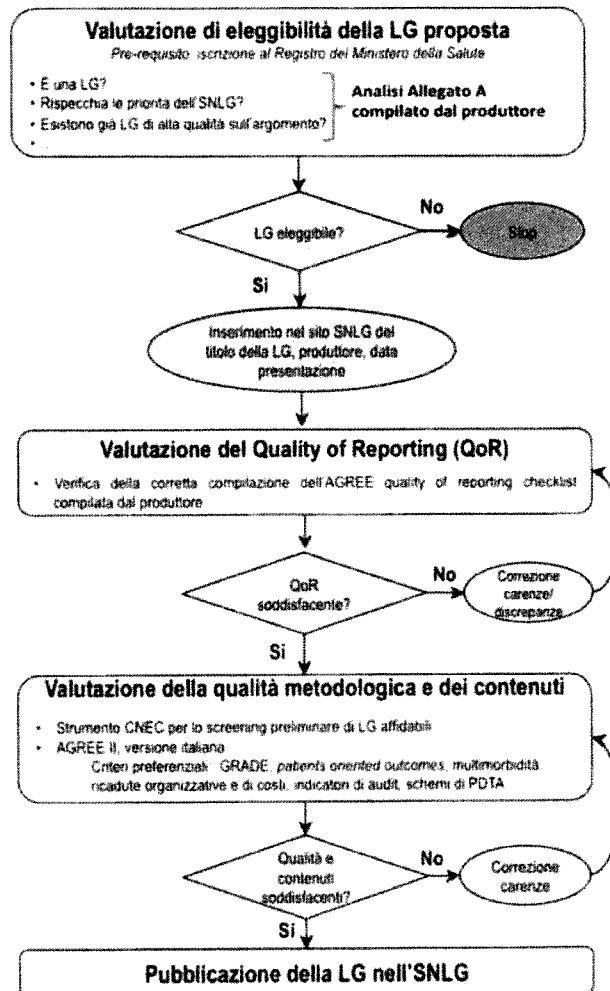 Valutazione di eleggibilità della LG proposta
Pre-requisito: iscrizione al Registro del Ministero della Salute
• È una LG?
• Rispecchia le priorità dell'SNLG?
• Esistono già LG di alta qualità sull'argomento?
•
Analisi Allegato A
compilato dal produttore
LG eleggibile?
No
Stop
Si
Inserimento nel sito SNLG del
titolo della LG, produttore, data
presentazione
Valutazione del Quality of Reporting (QoR)
• Verifica della corretta compilazione dell'AGREE quality of reporting checklist
compilata dal produttore
QoR
soddisfacente?
No
Correzione
carenze/
discrepanze
Si
Valutazione della qualità metodologica e dei contenuti
• Strumento CNEC per lo screening preliminare di LG affidabili
• AGREE II, versione italiana
Criteri preferenziali: GRADE, patients oriented outcomes, multimorbidità,
ricadute organizzative e di costi, indicatori di audit, schemi di PDTA
Qualità e
contenuti
soddisfacenti?
No
Correzione
carenze
Si
Pubblicazione della LG nell'SNLG